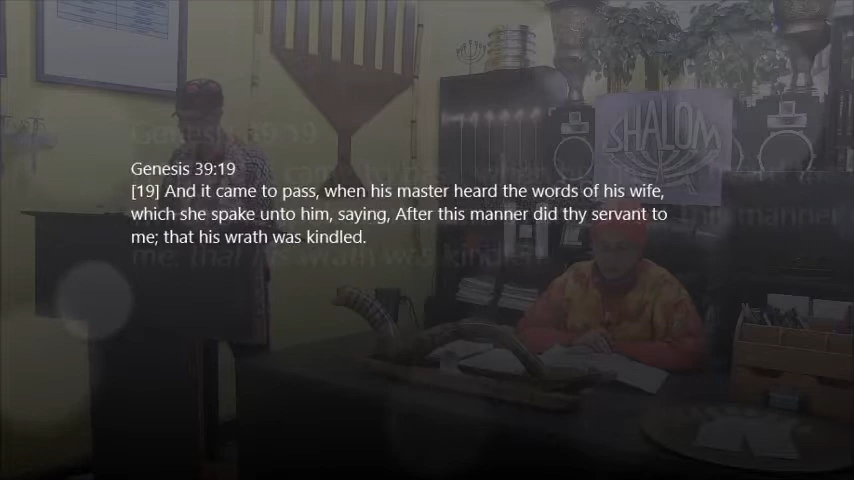 SHALOM
Genesis 39:19
[19] And it came to pass, when his master heard the words of his wife,
which she spake unto him, saying, After this manner did thy servant to
me; that his wrath was kindled.